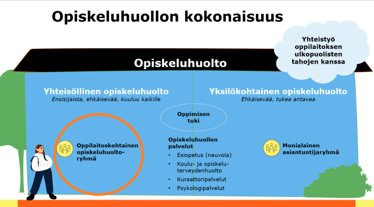 Opiskeluhuollon kokonaisuus
Yhteistyö
oppilaitoksen
ulkopuolisten
tahojen kanssa
Opiskeluhuolto
Yhteisöllinen opiskeluhuolto
Ensisijaista, ehkäisevää, kuuluu kaikille
Yksilökohtainen opiskeluhuolto
Ehkäisevää, tukea antavaa
Oppimisen
tuki
Oppilaitoskohtainen
opiskeluhuolto-
ryhmä
Opiskeluhuollon
palvelut
• Esiopetus (neuvola)
• Koulu- ja opiskelu-
terveydenhuolto
• Kuraattoripalvelut
• Psykologipalvelut
Monialainen
asiantuntijaryhmä